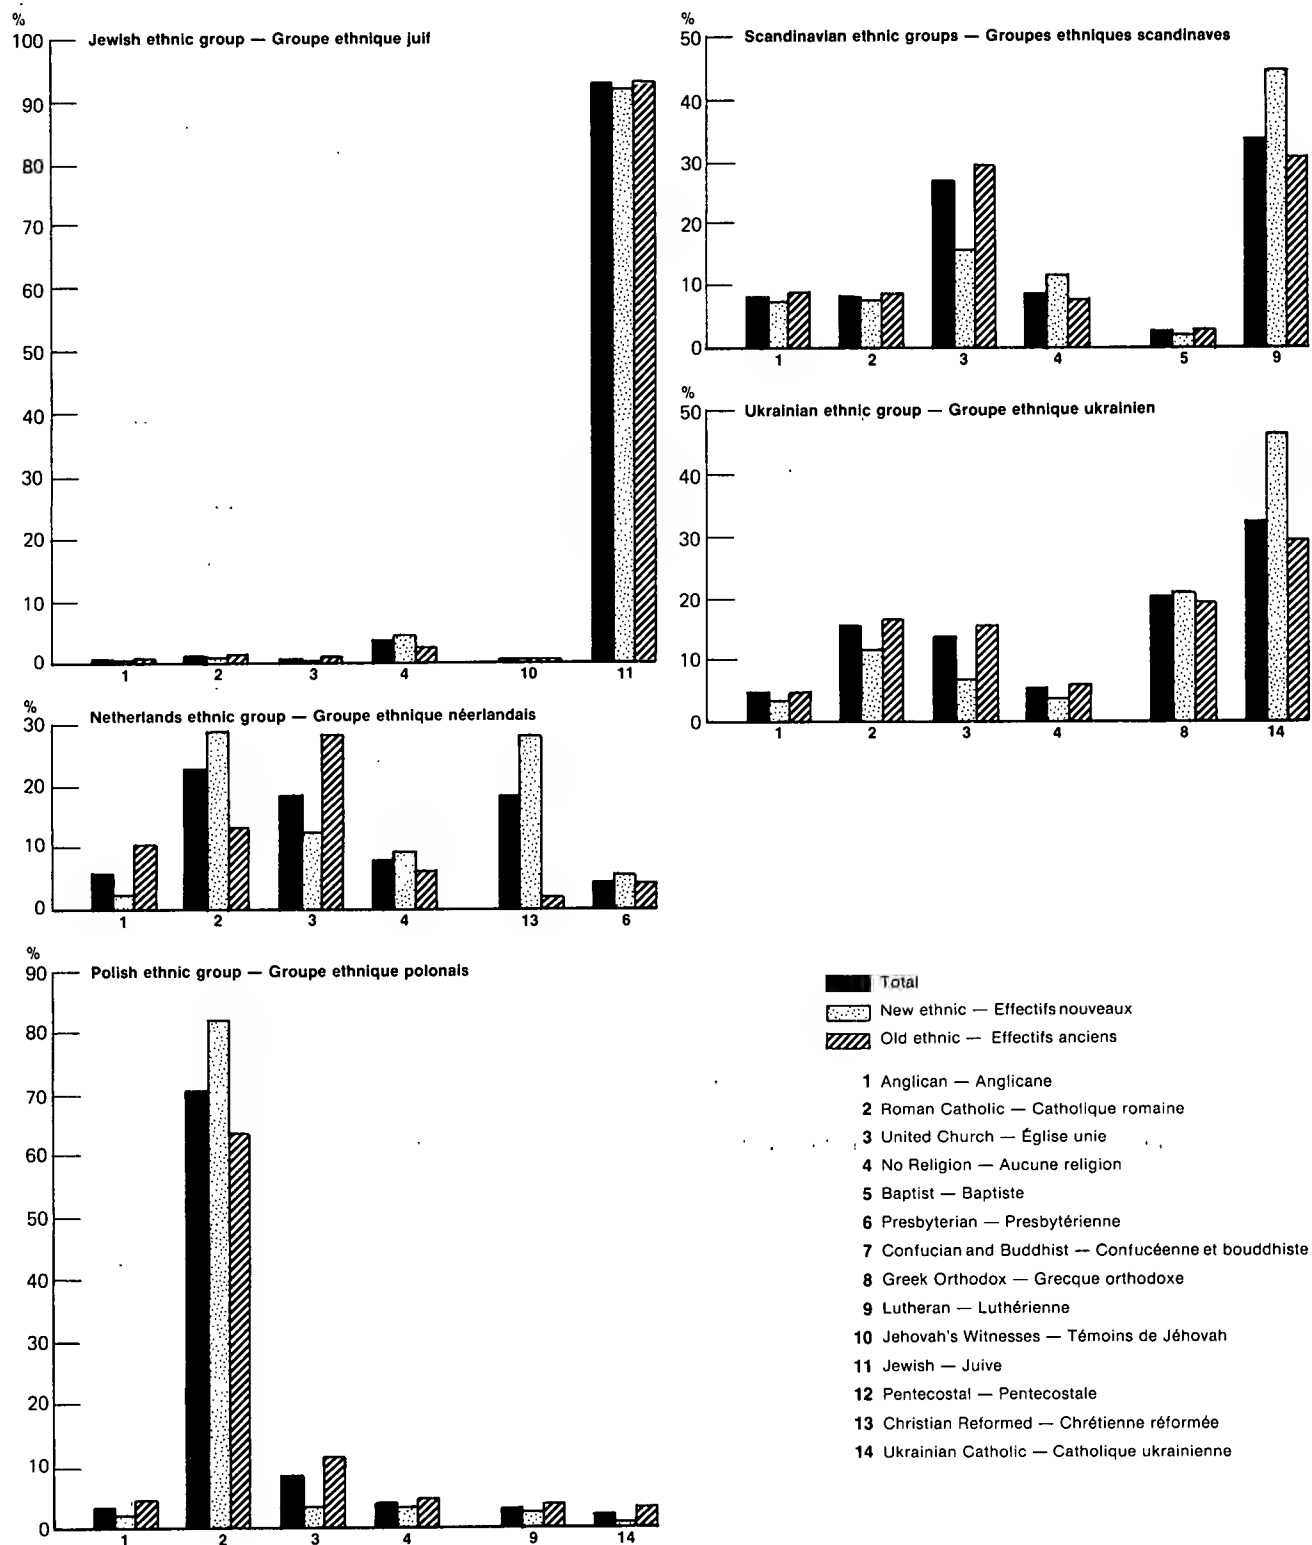 %
Jewish ethnic group — Groupe ethnique juif
100
90
80
70
60
50
40
30
20
10
0
1 2 3 4 10 11
%
Netherlands ethnic group — Groupe ethnique néerlandais
30
20
10
0
1 2 3 4 13 6
%
Polish ethnic group — Groupe ethnique polonais
90
80
70
60
50
40
30
20
10
0
1 2 3 4 9 14
%
Scandinavian ethnic groups — Groupes ethniques scandinaves
50
40
30
20
10
0
1 2 3 4 5 9
%
Ukrainian ethnic group — Groupe ethnique ukrainien
50
40
30
20
10
0
1 2 3 4 8 14
Total
New ethnic — Effectifs nouveaux
Old ethnic — Effectifs anciens
1 Anglican — Anglicane
2 Roman Catholic — Catholique romaine
3 United Church — Église unie
4 No Religion — Aucune religion
5 Baptist — Baptiste
6 Presbyterian — Presbytérienne
7 Confucian and Buddhist — Confucéenne et bouddhiste
8 Greek Orthodox — Grecque orthodoxe
9 Lutheran — Luthérienne
10 Jehovah's Witnesses — Témoins de Jéhovah
11 Jewish — Juive
12 Pentecostal — Pentecostale
13 Christian Reformed — Chrétienne réformée
14 Ukrainian Catholic — Catholique ukrainienne